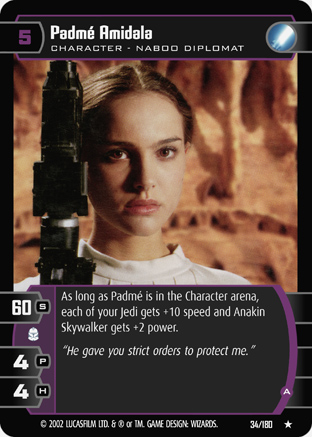 5
Padmé Amidala
CHARACTER - NABOO DIPLOMAT
60 S
As long as Padmé is in the Character arena,
each of your Jedi gets +10 speed and Anakin
Skywalker gets +2 power.
4 P
"He gave you strict orders to protect me."
4 H
A
© 2002 LUCASFILM LTD. & ® or TM. GAME DESIGN: WIZARDS.
34/180